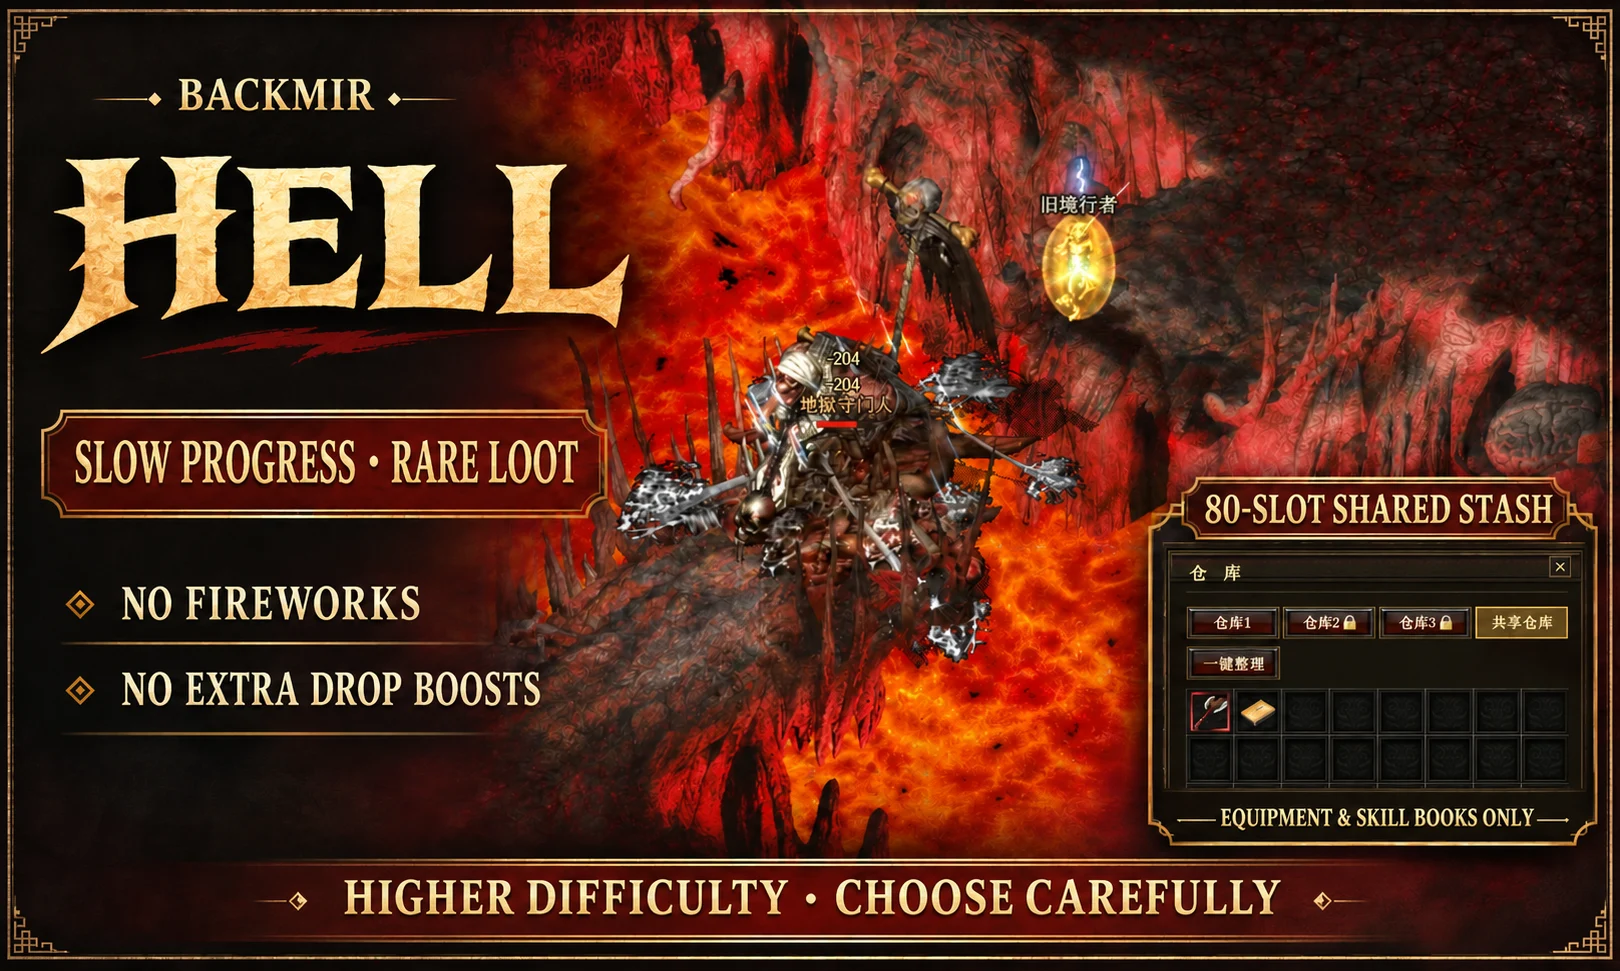 BACKMIR
HELL
SLOW PROGRESS • RARE LOOT
NO FIREWORKS
NO EXTRA DROP BOOSTS
旧境行者
-204
-204
地狱守门人
80-SLOT SHARED STASH
仓 库
仓库1 仓库2 仓库3 共享仓库
一键整理
EQUIPMENT & SKILL BOOKS ONLY
HIGHER DIFFICULTY • CHOOSE CAREFULLY